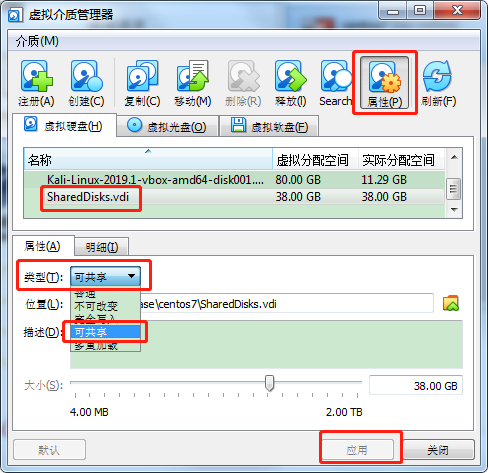 虚拟介质管理器
介质(M)
注册(A) 创建(C) 复制(C) 移动(M) 删除(R) 释放(I) Search 属性(P) 刷新(F)
虚拟硬盘(H) 虚拟光盘(O) 虚拟软盘(F)
名称 虚拟分配空间 实际分配空间
Kali-Linux-2019.1-vbox-amd64-disk001.... 80.00 GB 11.29 GB
SharedDisks.vdi 38.00 GB 38.00 GB
属性(A) 明细(I)
类型(T): 可共享
普通
位置(L): 不可改变 ase\centos7\SharedDisks.vdi
完全写入
描述(D): 可共享
多重加载
大小(S): 38.00 GB
4.00 MB 2.00 TB
默认 应用 关闭